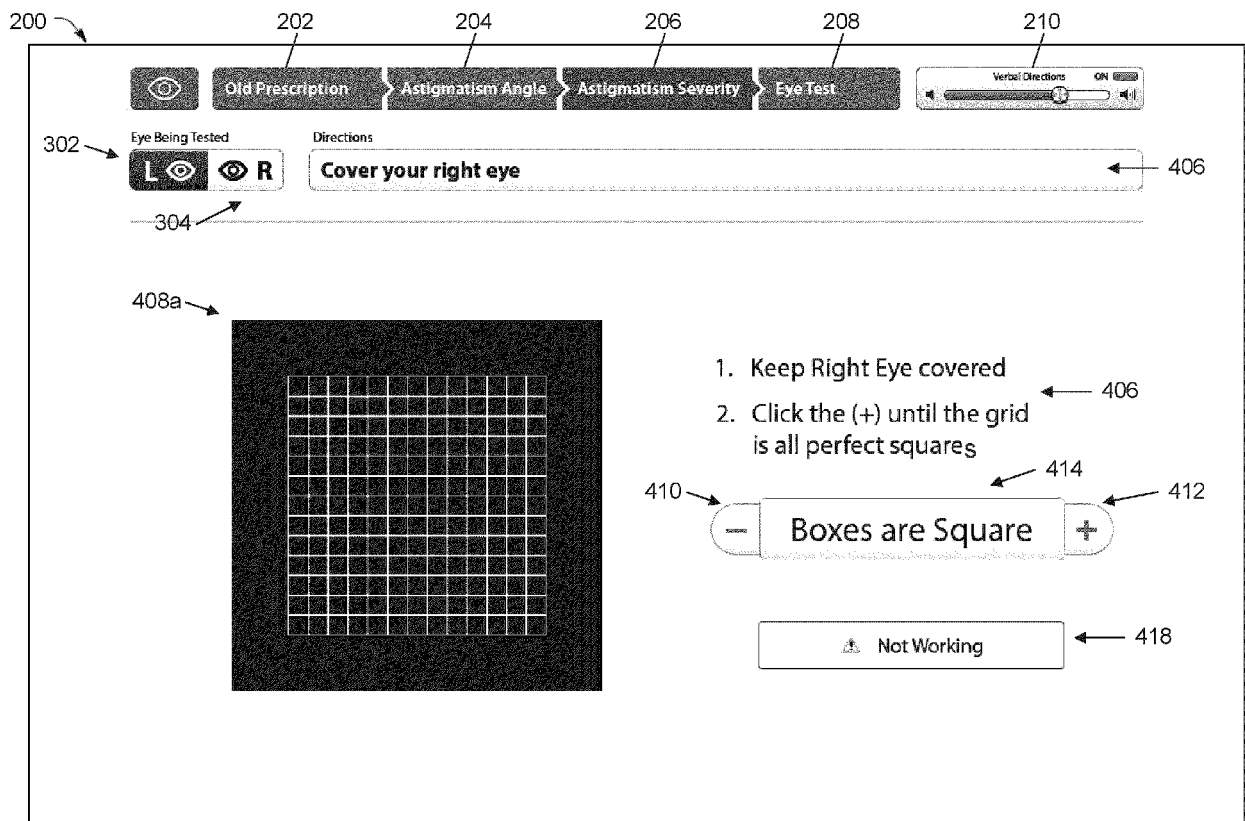 200 202 204 206 208 210
Old Prescription Astigmatism Angle Astigmatism Severity Eye Test Verbal Directions ON
Eye Being Tested Directions
302 L R Cover your right eye 406
304
408a
1. Keep Right Eye covered
406
2. Click the (+) until the grid
is all perfect squares
414
410 412
− Boxes are Square +
Not Working 418